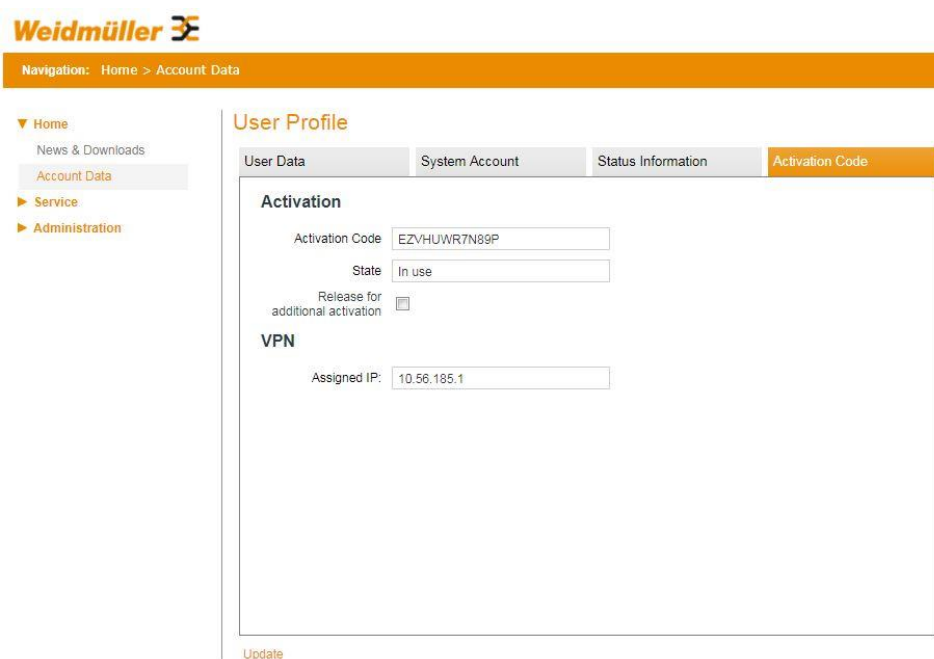 Weidmüller
Navigation: Home > Account Data
Home
News & Downloads
Account Data
Service
Administration
User Profile
User Data System Account Status Information Activation Code
Activation
Activation Code EZVHUWR7N89P
State In use
Release for
additional activation
VPN
Assigned IP: 10.56.185.1
Update